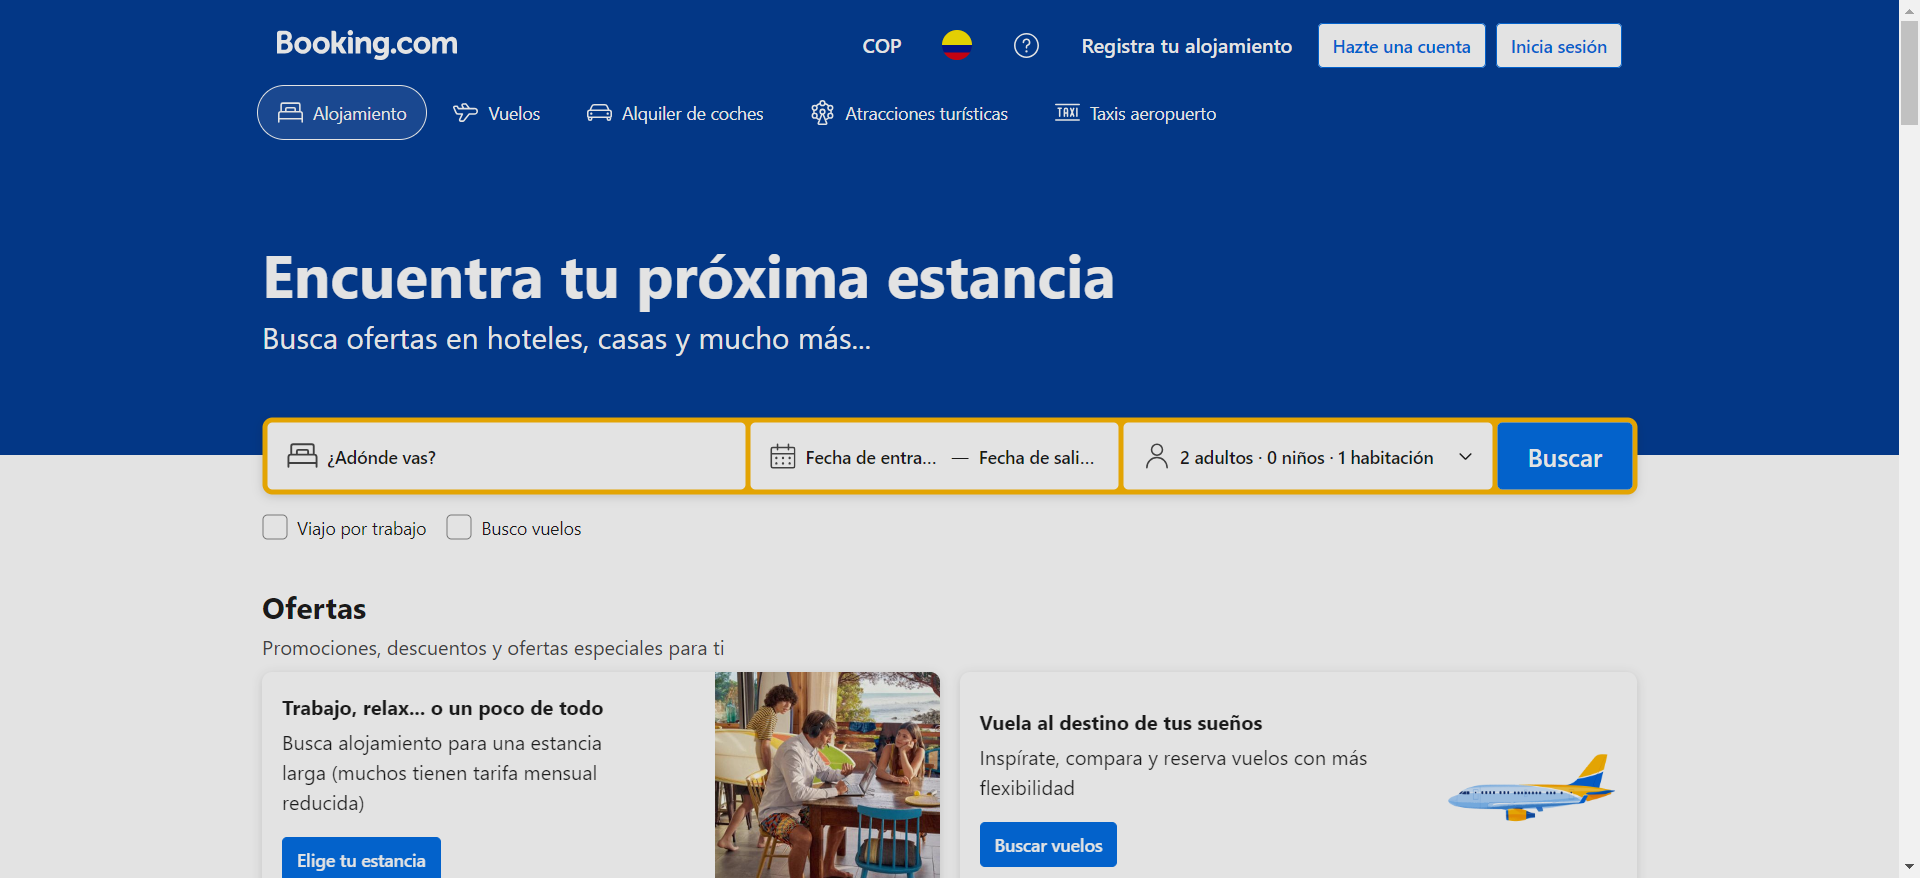 Booking.com
COP
Registra tu alojamiento
Hazte una cuenta
Inicia sesión
Alojamiento
Vuelos
Alquiler de coches
Atracciones turísticas
TAXI
Taxis aeropuerto
Encuentra tu próxima estancia
Busca ofertas en hoteles, casas y mucho más...
¿Adónde vas?
Fecha de entra... — Fecha de sali...
2 adultos · 0 niños · 1 habitación
Buscar
Viajo por trabajo
Busco vuelos
Ofertas
Promociones, descuentos y ofertas especiales para ti
Trabajo, relax... o un poco de todo
Busca alojamiento para una estancia
larga (muchos tienen tarifa mensual
reducida)
Elige tu estancia
Vuela al destino de tus sueños
Inspírate, compara y reserva vuelos con más
flexibilidad
Buscar vuelos